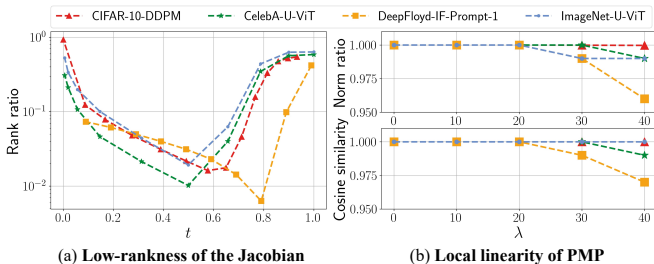 CIFAR-10-DDPM CelebA-U-ViT DeepFloyd-IF-Prompt-1 ImageNet-U-ViT
Rank ratio
10⁰
10⁻¹
10⁻²
0.0 0.2 0.4 0.6 0.8 1.0
t
(a) Low-rankness of the Jacobian
Norm ratio
1.000
0.975
0.950
Cosine similarity
1.000
0.975
0.950
0 10 20 30 40
λ
(b) Local linearity of PMP